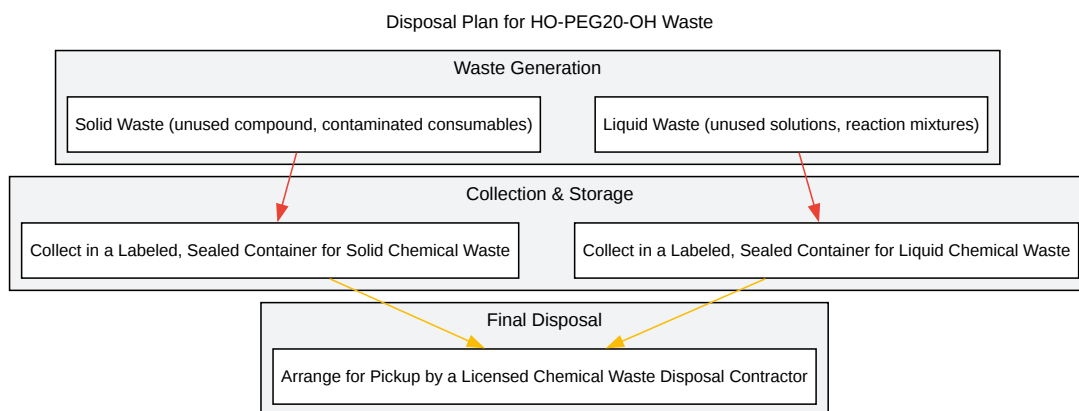 Disposal Plan for HO-PEG20-OH Waste
Waste Generation
Solid Waste (unused compound, contaminated consumables)
Liquid Waste (unused solutions, reaction mixtures)
Collection & Storage
Collect in a Labeled, Sealed Container for Solid Chemical Waste
Collect in a Labeled, Sealed Container for Liquid Chemical Waste
Final Disposal
Arrange for Pickup by a Licensed Chemical Waste Disposal Contractor